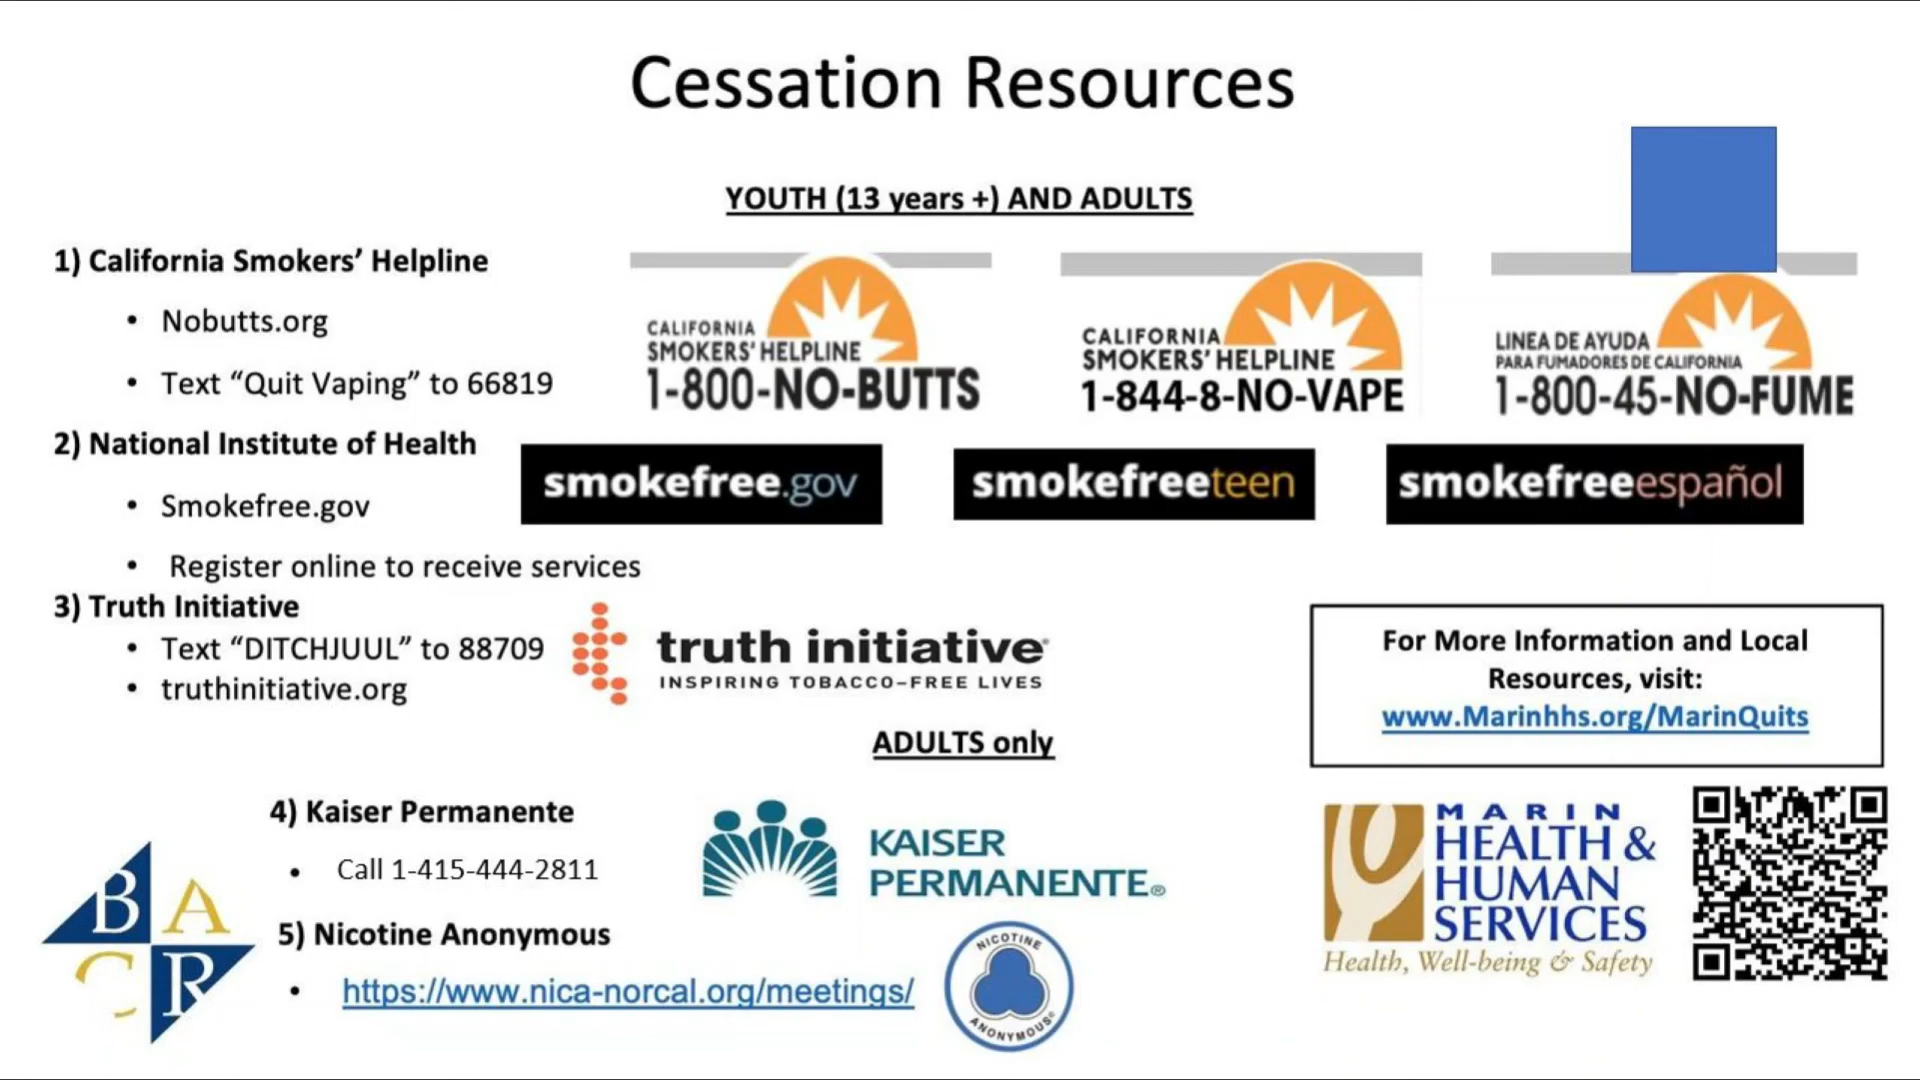 Cessation Resources
YOUTH (13 years +) AND ADULTS
1) California Smokers’ Helpline
• Nobutts.org
• Text “Quit Vaping” to 66819
CALIFORNIA
SMOKERS' HELPLINE
1-800-NO-BUTTS
CALIFORNIA
SMOKERS' HELPLINE
1-844-8-NO-VAPE
LINEA DE AYUDA
PARA FUMADORES DE CALIFORNIA
1-800-45-NO-FUME
2) National Institute of Health
• Smokefree.gov
• Register online to receive services
smokefree.gov
smokefreeteen
smokefreeespañol
3) Truth Initiative
• Text “DITCHJUUL” to 88709
• truthinitiative.org
truth initiative®
INSPIRING TOBACCO-FREE LIVES
For More Information and Local
Resources, visit:
www.Marinhhs.org/MarinQuits
ADULTS only
4) Kaiser Permanente
• Call 1-415-444-2811
KAISER
PERMANENTE®
5) Nicotine Anonymous
• https://www.nica-norcal.org/meetings/
NICOTINE
ANONYMOUS®
B A
C R
MARIN
HEALTH &
HUMAN
SERVICES
Health, Well-being & Safety